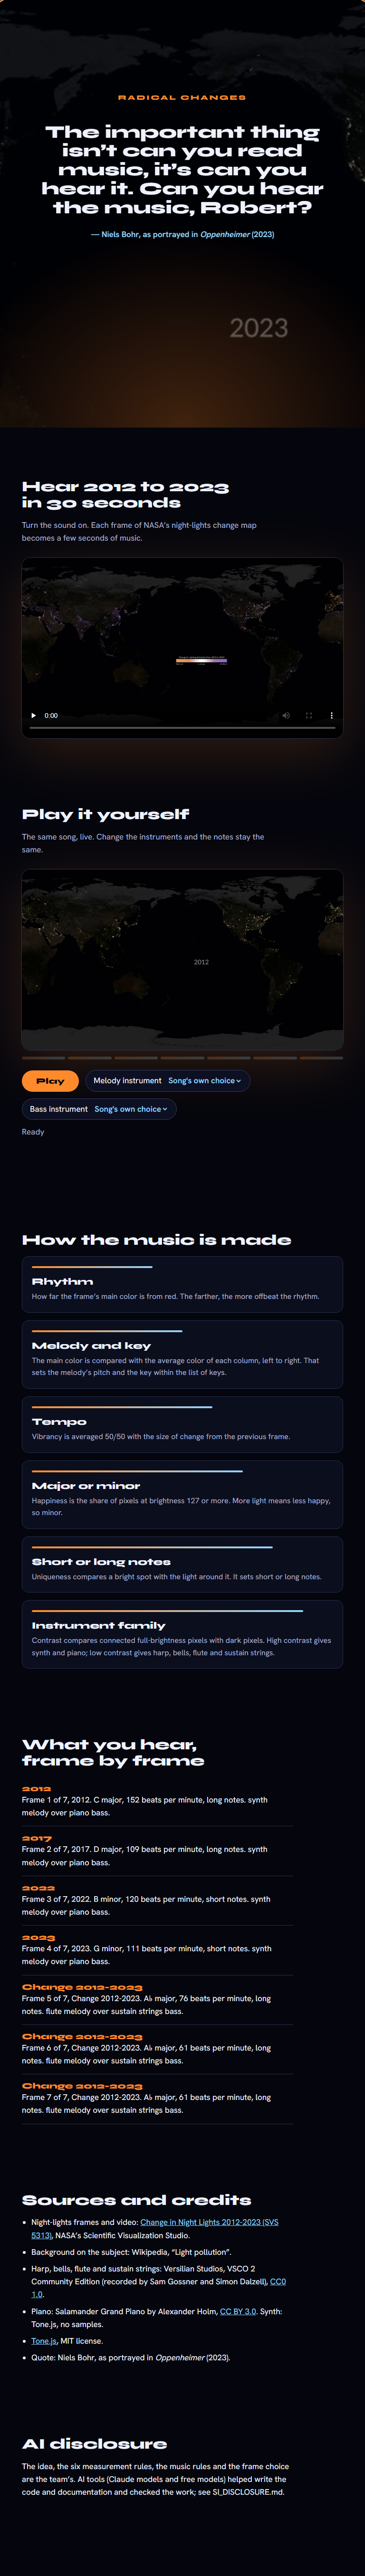 RADICAL CHANGES
The important thing
isn't can you read
music, it's can you
hear it. Can you hear
the music, Robert?
— Niels Bohr, as portrayed in Oppenheimer (2023)
2023
Hear 2012 to 2023
in 30 seconds
Turn the sound on. Each frame of NASA's night-lights change map
becomes a few seconds of music.
0:00
Play it yourself
The same song, live. Change the instruments and the notes stay the
same.
2012
Play
Melody instrument Song's own choice
Bass instrument Song's own choice
Ready
How the music is made
Rhythm
How far the frame's main color is from red. The farther, the more offbeat the rhythm.
Melody and key
The main color is compared with the average color of each column, left to right. That
sets the melody's pitch and the key within the list of keys.
Tempo
Vibrancy is averaged 50/50 with the size of change from the previous frame.
Major or minor
Happiness is the share of pixels at brightness 127 or more. More light means less happy,
so minor.
Short or long notes
Uniqueness compares a bright spot with the light around it. It sets short or long notes.
Instrument family
Contrast compares connected full-brightness pixels with dark pixels. High contrast gives
synth and piano; low contrast gives harp, bells, flute and sustain strings.
What you hear,
frame by frame
2012
Frame 1 of 7, 2012. C major, 152 beats per minute, long notes. synth
melody over piano bass.
2017
Frame 2 of 7, 2017. D major, 109 beats per minute, long notes. synth
melody over piano bass.
2022
Frame 3 of 7, 2022. B minor, 120 beats per minute, short notes. synth
melody over piano bass.
2023
Frame 4 of 7, 2023. G minor, 111 beats per minute, short notes. synth
melody over piano bass.
Change 2012-2023
Frame 5 of 7, Change 2012-2023. A♭ major, 76 beats per minute, long
notes. flute melody over sustain strings bass.
Change 2012-2023
Frame 6 of 7, Change 2012-2023. A♭ major, 61 beats per minute, long
notes. flute melody over sustain strings bass.
Change 2012-2023
Frame 7 of 7, Change 2012-2023. A♭ major, 61 beats per minute, long
notes. flute melody over sustain strings bass.
Sources and credits
• Night-lights frames and video: Change in Night Lights 2012-2023 (SVS
5313), NASA's Scientific Visualization Studio.
• Background on the subject: Wikipedia, “Light pollution”.
• Harp, bells, flute and sustain strings: Versilian Studios, VSCO 2
Community Edition (recorded by Sam Gossner and Simon Dalzell), CC0
1.0.
• Piano: Salamander Grand Piano by Alexander Holm, CC BY 3.0. Synth:
Tone.js, no samples.
• Tone.js, MIT license.
• Quote: Niels Bohr, as portrayed in Oppenheimer (2023).
AI disclosure
The idea, the six measurement rules, the music rules and the frame choice
are the team's. AI tools (Claude models and free models) helped write the
code and documentation and checked the work; see SI_DISCLOSURE.md.